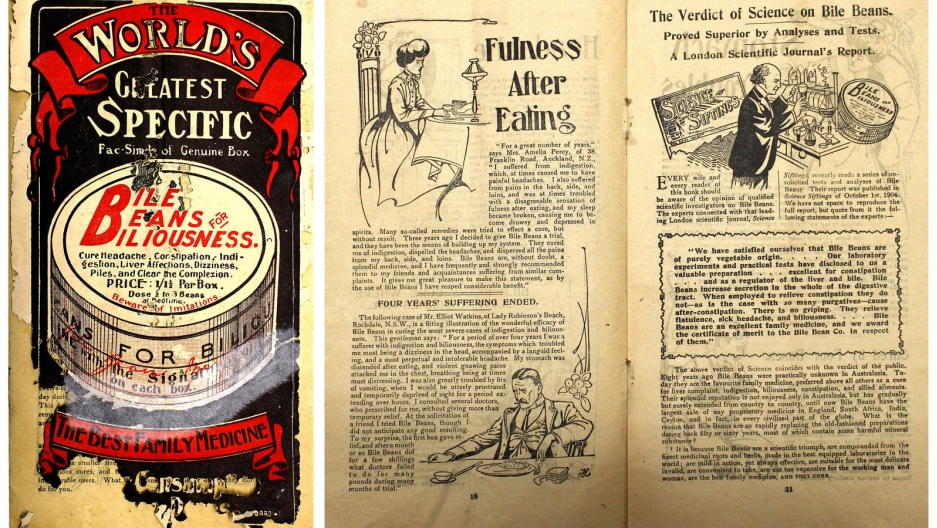 THE
WORLD'S
GREATEST
SPECIFIC
Fac-Simile of Genuine Box
BILE
BEANS FOR
BILIOUSNESS.
Cure Headache, Constipation, Indi-
gestion, Liver Affections, Dizziness,
Piles, and Clear the Complexion.
PRICE: 1/1½ Per Box.
Dose 1 to 3 Beans
at Bedtime.
Beware of Imitations
FOR BI
the Signat
on each box
THE BEST FAMILY MEDICINE
Fulness
After
Eating
"For a great number of years,"
says Mrs. Amelia Percy, of 38
Franklin Road, Auckland, N.Z.,
"I suffered from indigestion,
which, at times caused me to have
painful headaches. I also suffered
from pains in the back, side, and
loins, and was at times troubled
with a disagreeable sensation of
fulness after eating, and my sleep
became broken, causing me to be-
come drowsy and depressed in
spirits. Many so-called remedies were tried to effect a cure, but
without result. Three years ago I decided to give Bile Beans a trial,
and they have been the means of building up my system. They cured
me of indigestion, dispelled the headache, and dispersed all the pains
from my back, side, and loins. Bile Beans are, without doubt, a
splendid medicine, and I have frequently and strongly recommended
them to my friends and acquaintances suffering from similar com-
plaints. It gives me great pleasure to make this statement, as by
the use of Bile Beans I have reaped considerable benefit."
FOUR YEARS' SUFFERING ENDED.
The following case of Mr. Elliot Watkins, of Lady Robinson's Beach,
Rockdale, N.S.W., is a fitting illustration of the wonderful efficacy of
Bile Beans in curing the most severe cases of indigestion and bilious-
ness. This gentleman says: "For a period of over four years I was a
sufferer with indigestion and biliousness, the symptoms which troubled
me most being a dizziness in the head, accompanied by a languid feel-
ing, and a most perpetual and intolerable headache. My stomach was
distended after eating, and violent gnawing pains
attacked me in the chest, breathing being at times
most distressing. I was also greatly troubled by fits
of vomiting, when I would be utterly prostrated
and temporarily deprived of sight for a period ex-
tending over hours. I consulted several doctors,
who prescribed for me, without giving more than
temporary relief. At the solicitation of
a friend I tried Bile Beans, though I
did not anticipate any good resulting.
To my surprise, the first box gave re-
lief, and after a month
or so Bile Beans did
for a few shillings
what doctors failed
to do for many
pounds during many
months of trial."
10
The Verdict of Science on Bile Beans.
Proved Superior by Analyses and Tests.
A London Scientific Journal's Report.
SCIENCE
SIFTINGS
BILE
BEANS FOR
BILIOUSNESS
EVERY wife and
every reader of
this book should
be aware of the opinion of qualified
scientific investigators on Bile Beans.
The experts connected with that lead-
ing London scientific journal, Science
Siftings, recently made a series of un-
solicited tests and analyses of Bile
Beans. Their report was published in
Science Siftings of October 1st, 1904.
We have not space to reproduce the
full report, but quote from it the fol-
lowing statements of the experts:—
"We have satisfied ourselves that Bile Beans are
of purely vegetable origin. . . . Our laboratory
experiments and practical tests have disclosed to us a
valuable preparation . . . . excellent for constipation
. . . . and as a regulator of the liver and bile. Bile
Beans increase secretion in the whole of the digestive
tract. When employed to relieve constipation they do
not—as is the case with so many purgatives—cause
after-constipation. There is no griping. They relieve
flatulence, sick headache, and biliousness. . . . . Bile
Beans are an excellent family medicine, and we award
the certificate of merit to the Bile Bean Co. in respect
of them."
The above verdict of Science coincides with the verdict of the public.
Eight years ago Bile Beans were practically unknown in Australia. To-
day they are the favourite family medicine, preferred above all others as a cure
for liver complaint, indigestion, biliousness, constipation, and allied ailments.
Their splendid reputation is not enjoyed only in Australasia, but has gradually
but surely extended from country to country, until now Bile Beans have the
largest sale of any proprietary medicine in England, South Africa, India,
Ceylon, and in fact, in every civilised part of the globe. What is the
reason that Bile Beans are so rapidly replacing the old-fashioned preparations
dating back fifty or sixty years, most of which contain some harmful mineral
substance?
It is because Bile Beans are a scientific triumph, are compounded from the
finest medicinal roots and herbs, made in the best equipped laboratories in the
world; are mild in action, yet always effective, are suitable for the most delicate
invalid, are convenient to take, are not too expensive for the working man and
woman, are the best family medicine, AND THEY CURE.
11